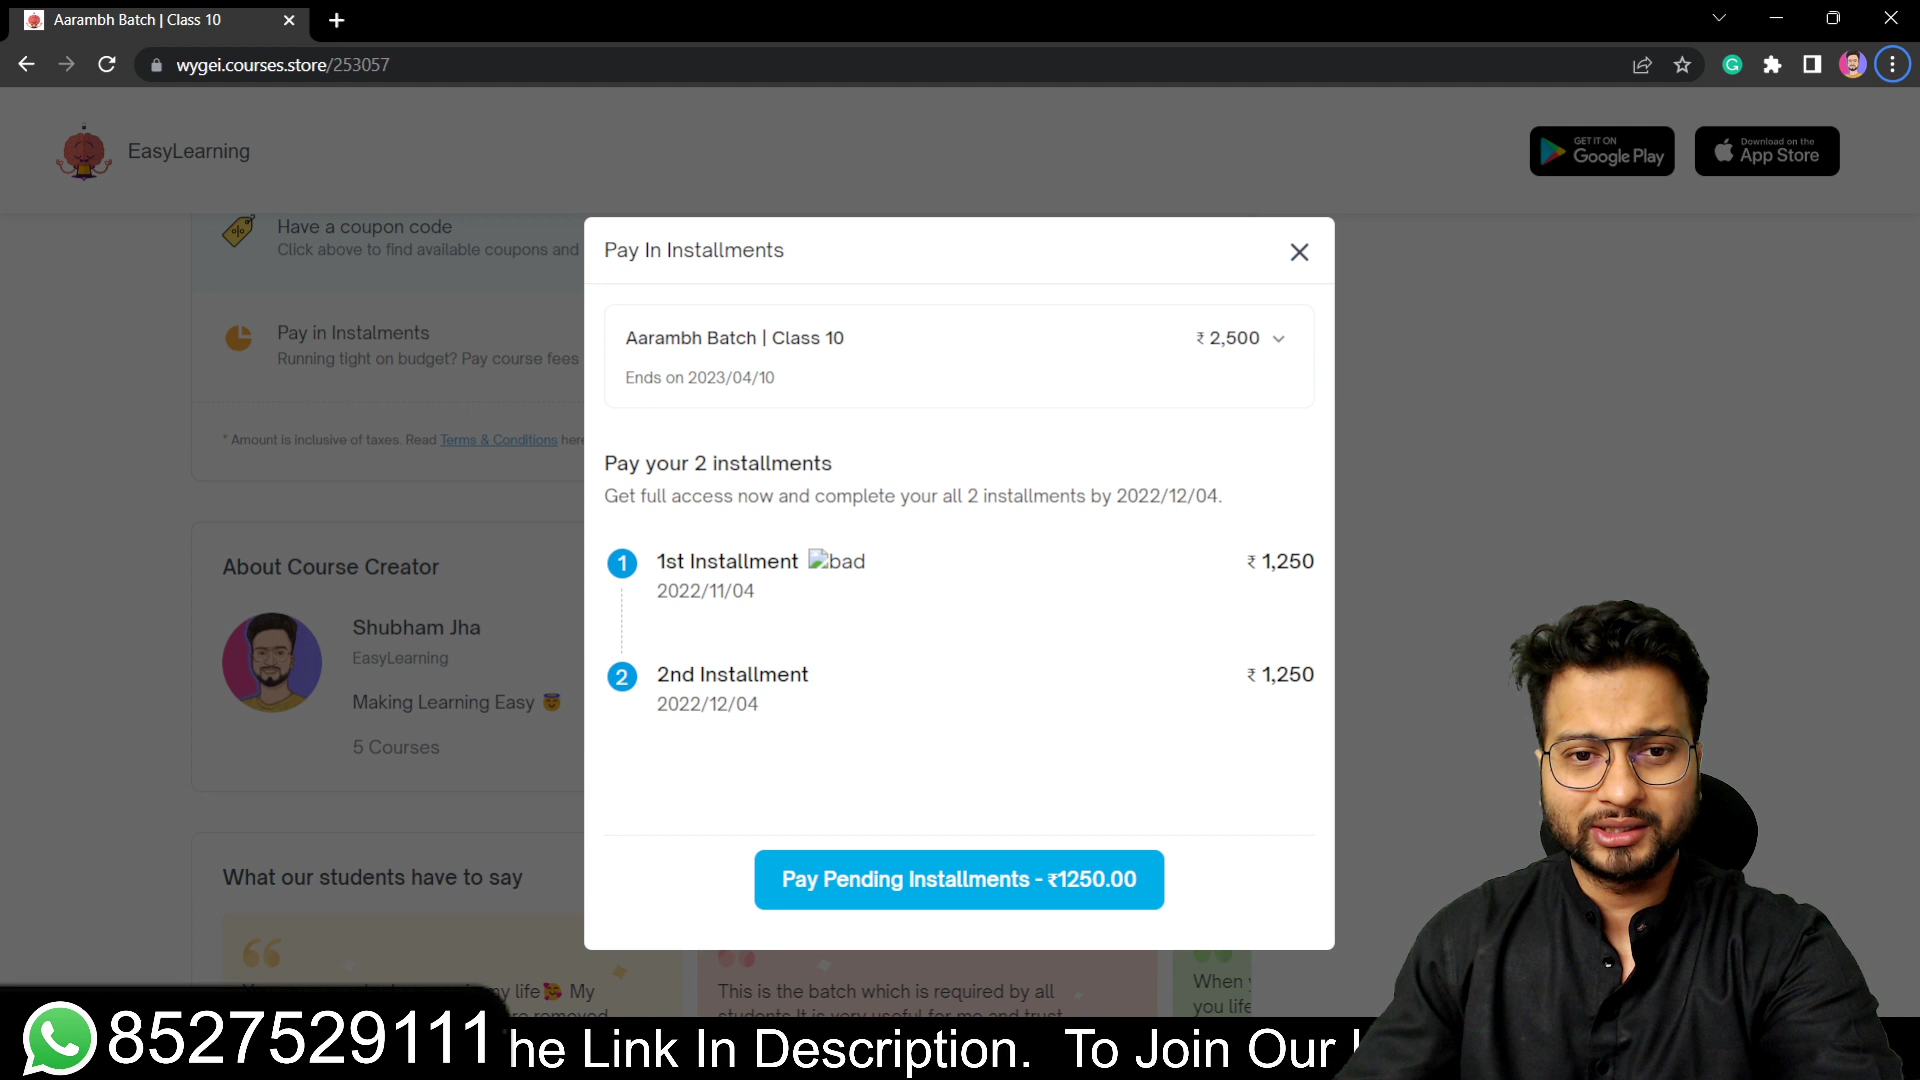 Aarambh Batch | Class 10
wygei.courses.store/253057
EasyLearning
GET IT ON
Google Play
Download on the
App Store
Have a coupon code
Click above to find available coupons and
Pay in Instalments
Running tight on budget? Pay course fees
* Amount is inclusive of taxes. Read Terms & Conditions here
About Course Creator
Shubham Jha
EasyLearning
Making Learning Easy 😇
5 Courses
What our students have to say
my life🥰 My
This is the batch which is required by all
When
you life
Pay In Installments
Aarambh Batch | Class 10
₹ 2,500
Ends on 2023/04/10
Pay your 2 installments
Get full access now and complete your all 2 installments by 2022/12/04.
1
1st Installment bad
₹ 1,250
2022/11/04
2
2nd Installment
₹ 1,250
2022/12/04
Pay Pending Installments - ₹1250.00
8527529111
he Link In Description. To Join Our